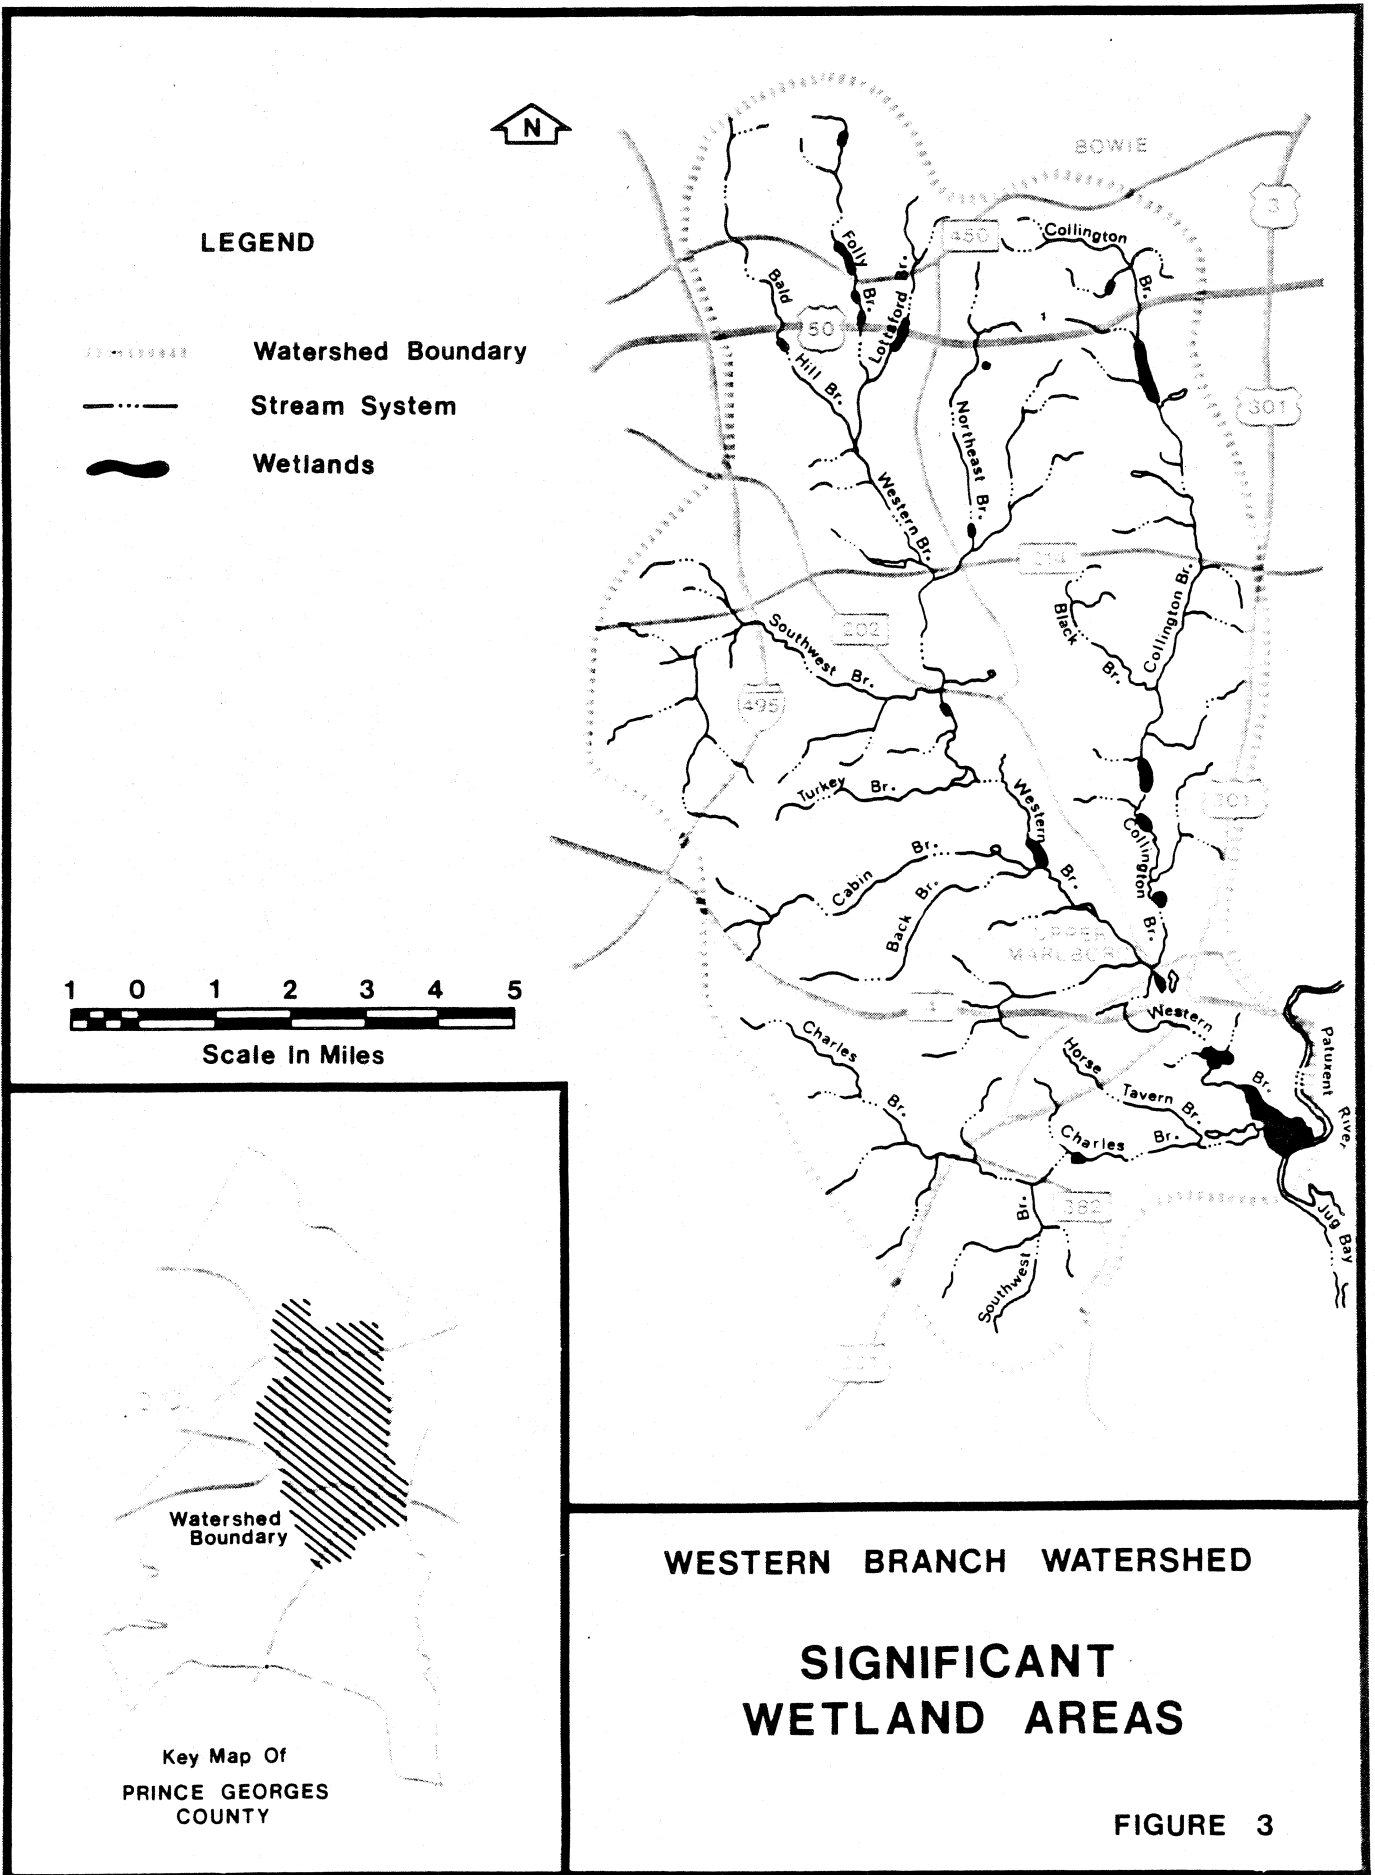 N
BOWIE
3
LEGEND
450
Collington
Br.
Folly
Br.
Lottsford Br.
Bald
Hill Br.
50
Watershed Boundary
Stream System
Wetlands
301
Northeast Br.
Western Br.
214
Black
Br.
Collington Br.
202
Southwest Br.
495
Turkey Br.
Western
Br.
301
Collington
Br.
Cabin
Br.
Back
Br.
UPPER
MARLBORO
1 0 1 2 3 4 5
Scale In Miles
4
Western
Br.
Charles
Br.
Horse
Tavern Br.
Charles Br.
Patuxent
River
382
Br.
Southwest
Jug Bay
Watershed
Boundary
Key Map Of
PRINCE GEORGES
COUNTY
WESTERN BRANCH WATERSHED
SIGNIFICANT
WETLAND AREAS
FIGURE 3